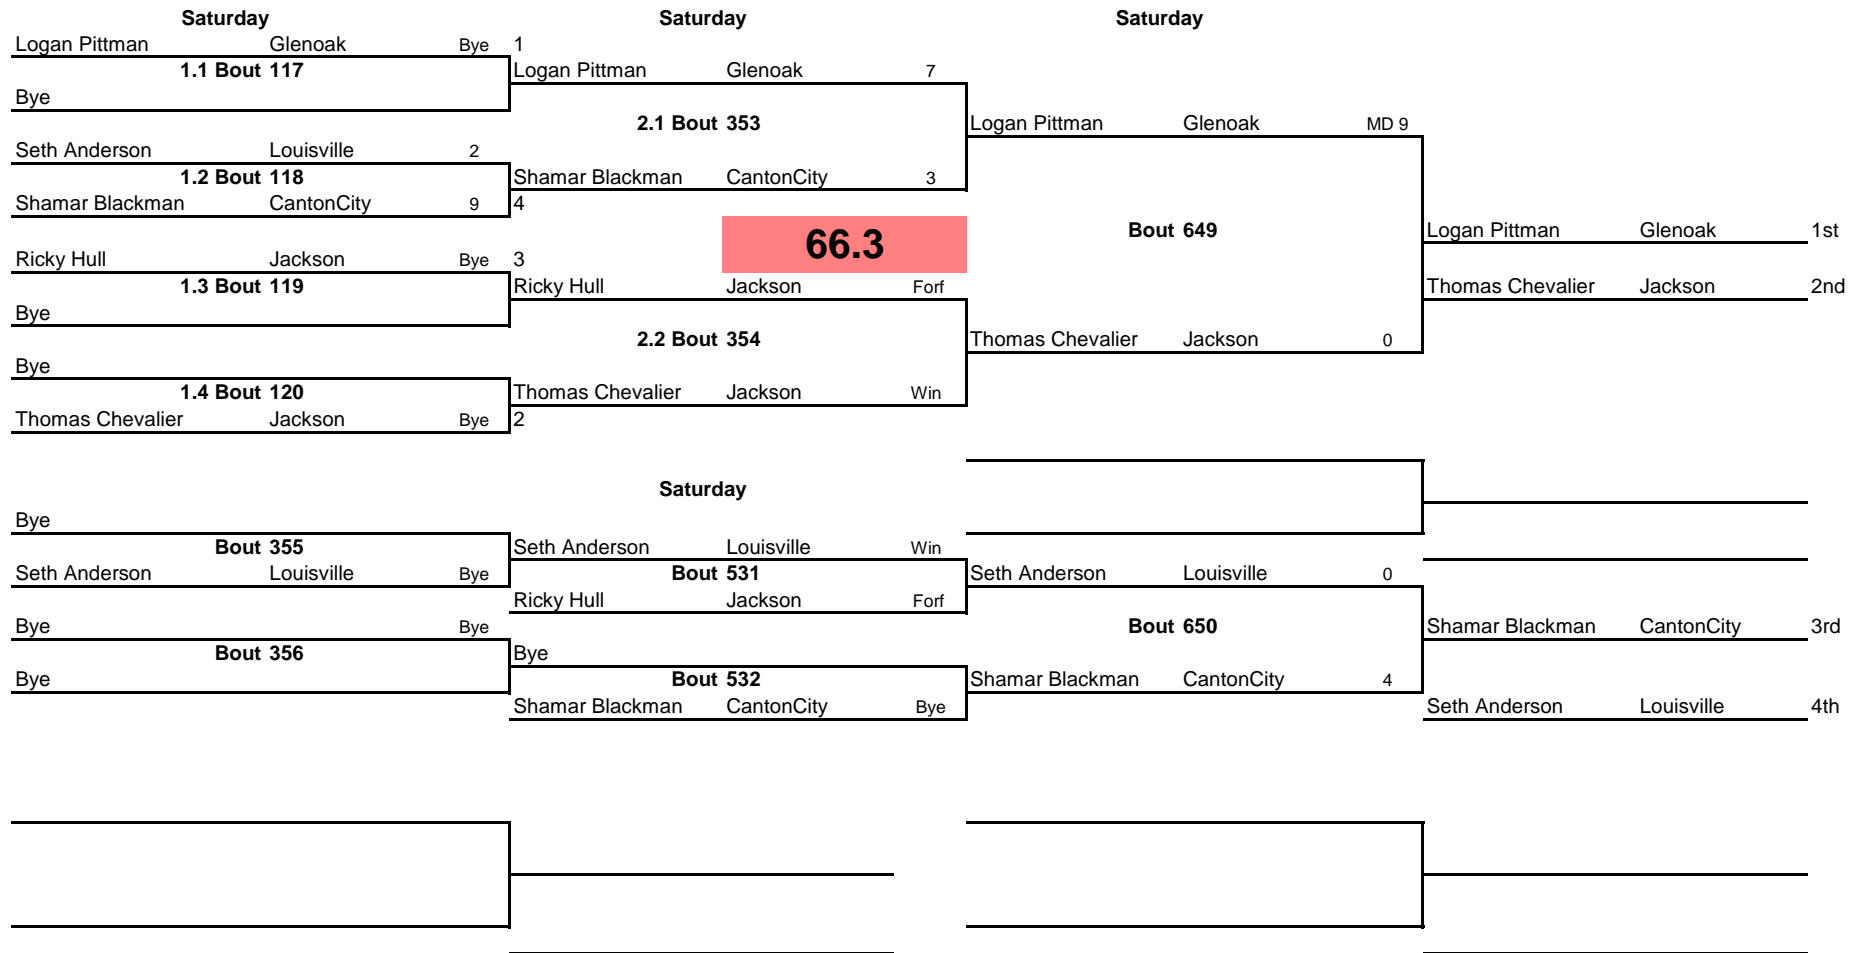 Saturday Saturday Saturday
Logan Pittman Glenoak Bye 1
1.1 Bout 117 Logan Pittman Glenoak 7
Bye
2.1 Bout 353 Logan Pittman Glenoak MD 9
Seth Anderson Louisville 2
1.2 Bout 118 Shamar Blackman CantonCity 3
Shamar Blackman CantonCity 9 4
66.3 Bout 649 Logan Pittman Glenoak 1st
Ricky Hull Jackson Bye 3
1.3 Bout 119 Ricky Hull Jackson Forf Thomas Chevalier Jackson 2nd
Bye
2.2 Bout 354 Thomas Chevalier Jackson 0
Bye
1.4 Bout 120 Thomas Chevalier Jackson Win
Thomas Chevalier Jackson Bye 2
Saturday
Bye
Bout 355 Seth Anderson Louisville Win
Seth Anderson Louisville Bye Bout 531 Seth Anderson Louisville 0
Ricky Hull Jackson Forf
Bye Bye Bout 650 Shamar Blackman CantonCity 3rd
Bout 356 Bye
Bye Bout 532 Shamar Blackman CantonCity 4
Shamar Blackman CantonCity Bye Seth Anderson Louisville 4th